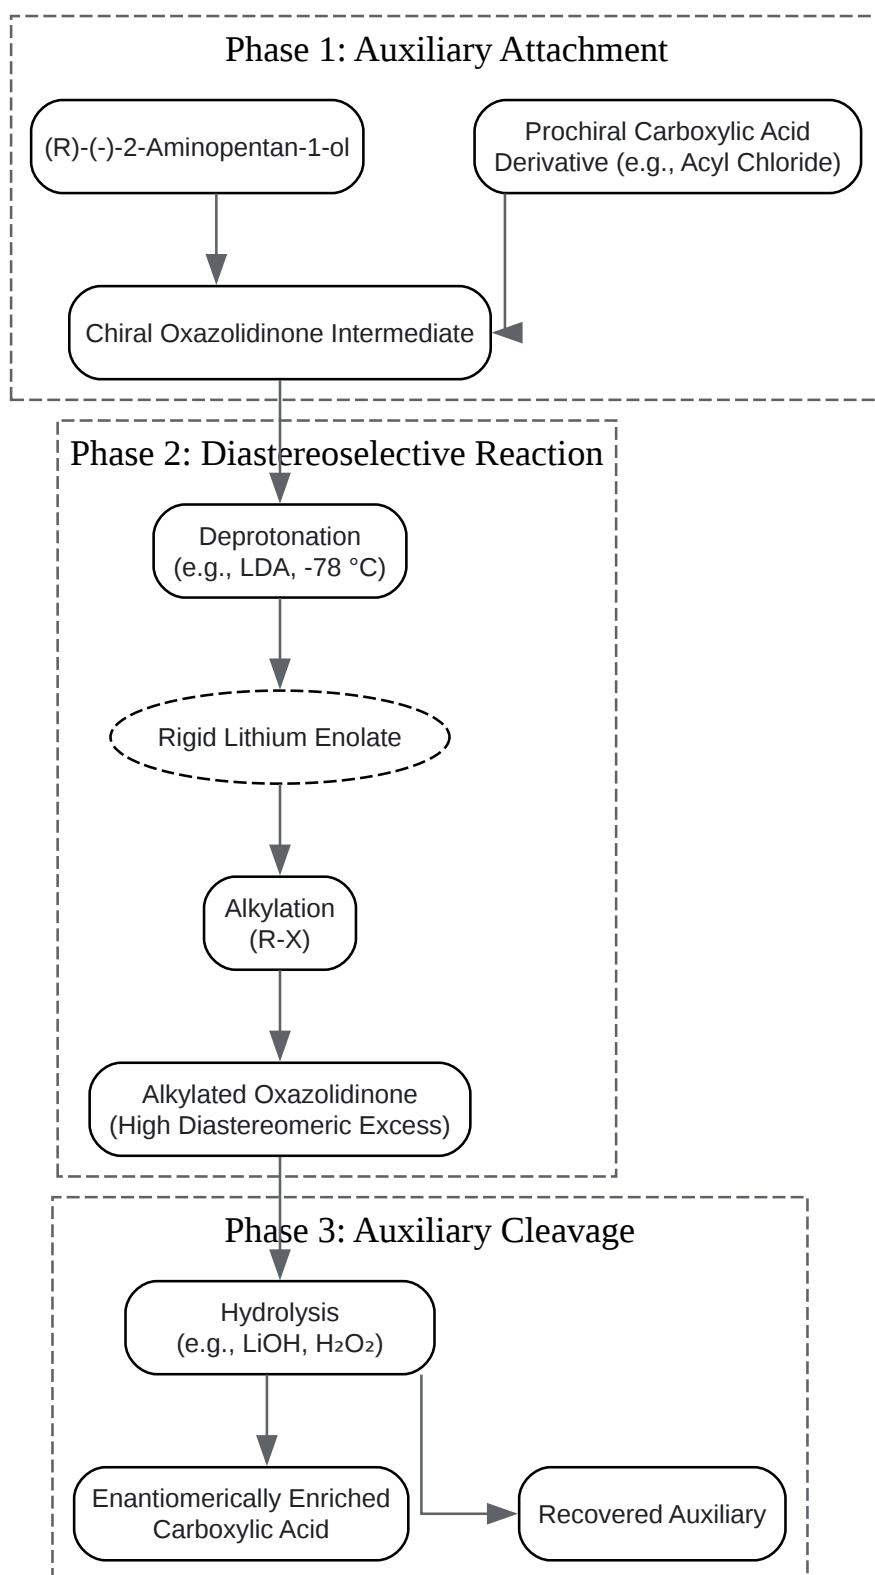 Phase 1: Auxiliary Attachment
(R)-(-)-2-Aminopentan-1-ol
Prochiral Carboxylic Acid
Derivative (e.g., Acyl Chloride)
Chiral Oxazolidinone Intermediate
Phase 2: Diastereoselective Reaction
Deprotonation
(e.g., LDA, -78 °C)
Rigid Lithium Enolate
Alkylation
(R-X)
Alkylated Oxazolidinone
(High Diastereomeric Excess)
Phase 3: Auxiliary Cleavage
Hydrolysis
(e.g., LiOH, H₂O₂)
Enantiomerically Enriched
Carboxylic Acid
Recovered Auxiliary